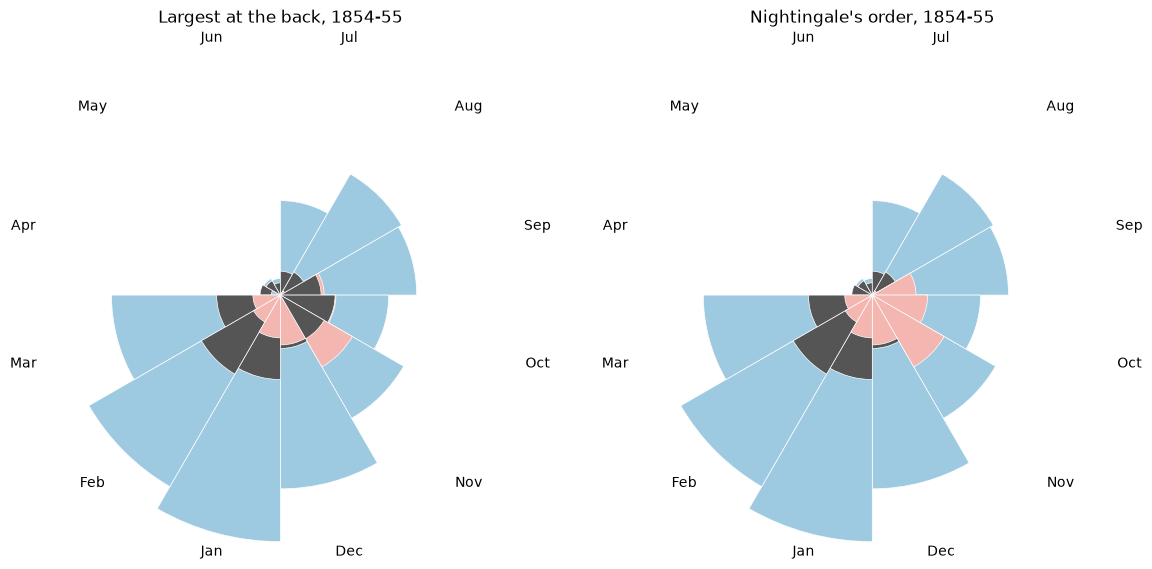 Largest at the back, 1854-55
Jun
Jul
May
Aug
Apr
Sep
Mar
Oct
Feb
Nov
Jan
Dec
Nightingale's order, 1854-55
Jun
Jul
May
Aug
Apr
Sep
Mar
Oct
Feb
Nov
Jan
Dec